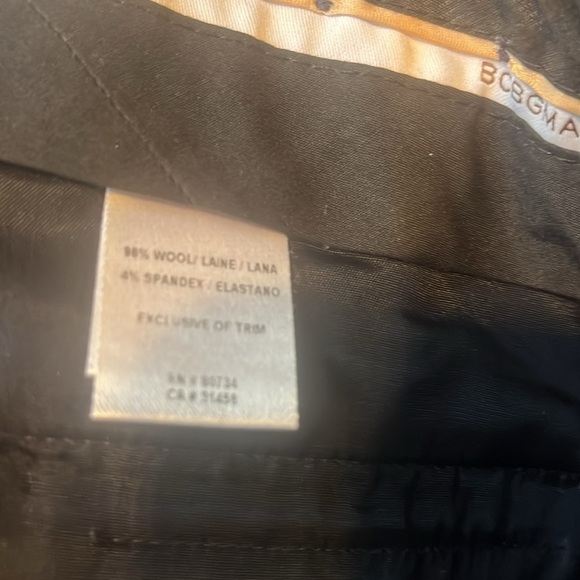 BCBGMA
96% WOOL/ LAINE / LANA
4% SPANDEX / ELASTANO
EXCLUSIVE OF TRIM
RN # 80734
CA # 31458